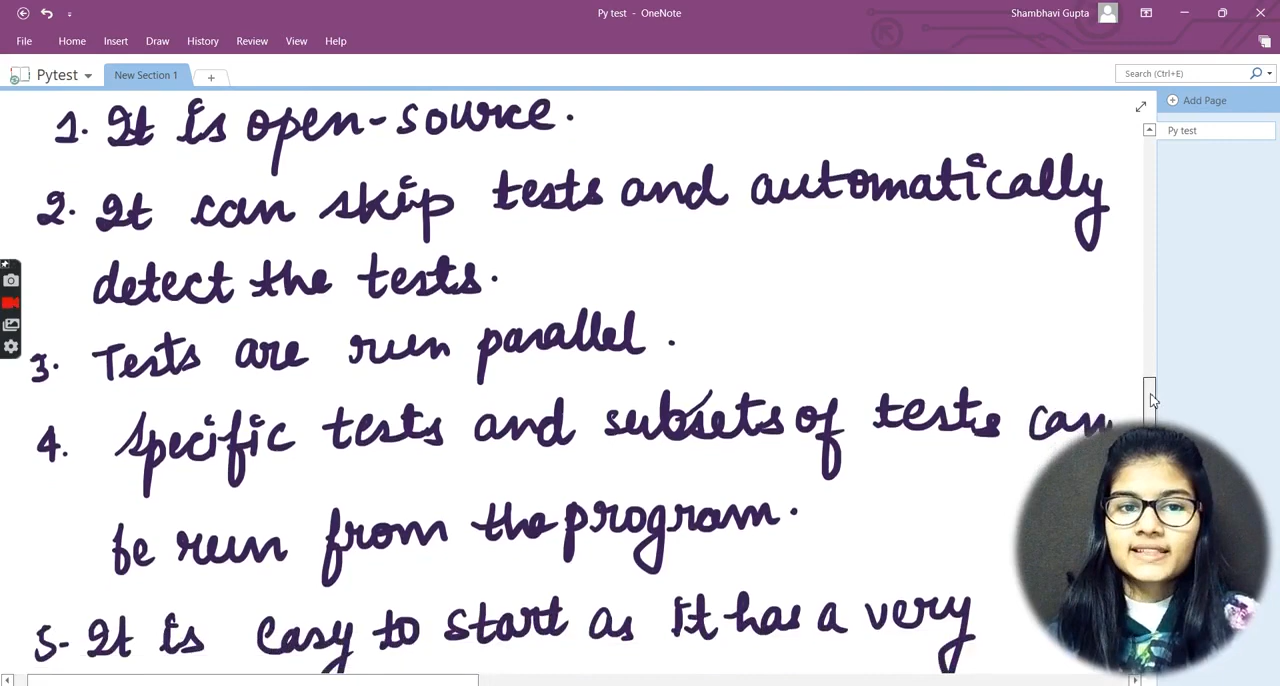 Py test - OneNote
Shambhavi Gupta
File Home Insert Draw History Review View Help
Pytest
New Section 1
Search (Ctrl+E)
Add Page
Py test
1. It is open-source.
2. It can skip tests and automatically
detect the tests.
3. Tests are run parallel.
4. Specific tests and subsets of tests can
be run from the program.
5- It is easy to start as it has a very